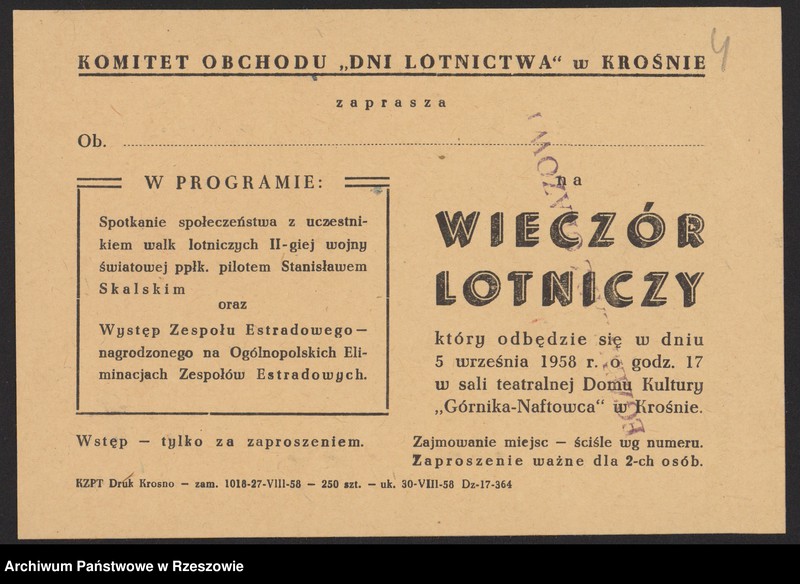 KOMITET OBCHODU „DNI LOTNICTWA“ w KROŚNIE
4
zaprasza
Ob.
W PROGRAMIE:
Spotkanie społeczeństwa z uczestni-
kiem walk lotniczych II-giej wojny
światowej ppłk. pilotem Stanisławem
Skalskim
oraz
Występ Zespołu Estradowego —
nagrodzonego na Ogólnopolskich Eli-
minacjach Zespołów Estradowych.
na
WIECZÓR
LOTNICZY
który odbędzie się w dniu
5 września 1958 r. o godz. 17
w sali teatralnej Domu Kultury
„Górnika-Naftowca“ w Krośnie.
Wstęp — tylko za zaproszeniem.
Zajmowanie miejsc — ściśle wg numeru.
Zaproszenie ważne dla 2-ch osób.
KZPT Druk Krosno — zam. 1018-27-VIII-58 — 250 szt. — uk. 30-VIII-58 Dz-17-364
EGZEMPLARZ OBOWIĄZKOWY
Archiwum Państwowe w Rzeszowie